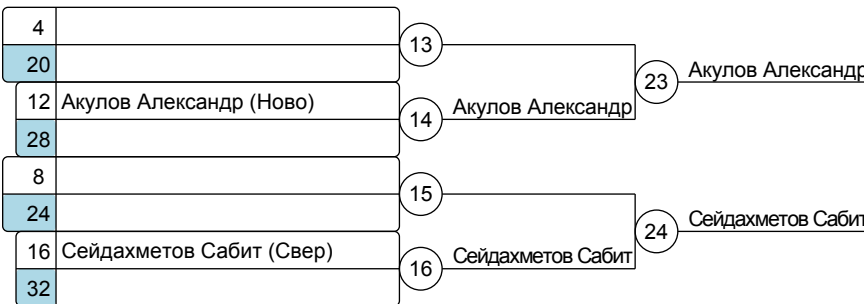 4
13
20
23 Акулов Александр
12 Акулов Александр (Ново)
14 Акулов Александр
28
8
15
24
24 Сейдахметов Сабит
16 Сейдахметов Сабит (Свер)
16 Сейдахметов Сабит
32